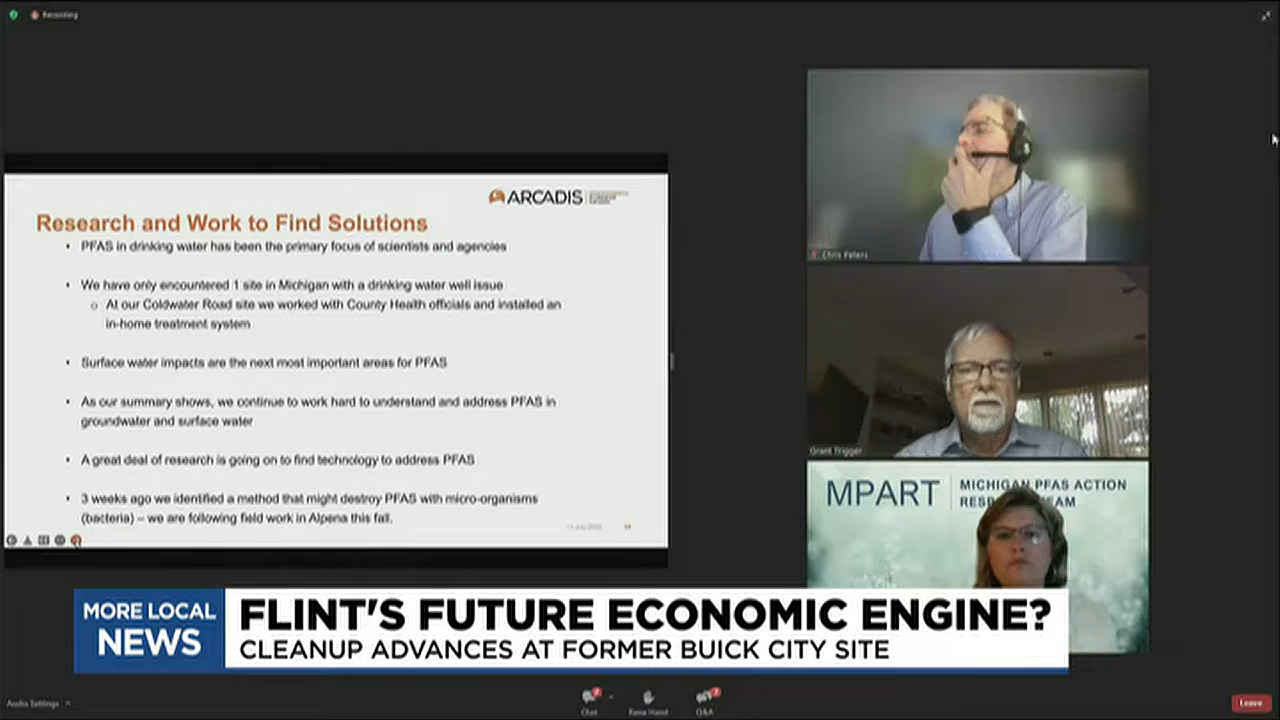 Recording
ARCADIS
Research and Work to Find Solutions
• PFAS in drinking water has been the primary focus of scientists and agencies
• We have only encountered 1 site in Michigan with a drinking water well issue
o At our Coldwater Road site we worked with County Health officials and installed an
in-home treatment system
• Surface water impacts are the next most important areas for PFAS
• As our summary shows, we continue to work hard to understand and address PFAS in
groundwater and surface water
• A great deal of research is going on to find technology to address PFAS
• 3 weeks ago we identified a method that might destroy PFAS with micro-organisms
(bacteria) – we are following field work in Alpena this fall.
Chris Peters
Grant Trigger
MPART
MICHIGAN PFAS ACTION
MORE LOCAL
NEWS
FLINT'S FUTURE ECONOMIC ENGINE?
CLEANUP ADVANCES AT FORMER BUICK CITY SITE
Audio Settings
Chat
Raise Hand
Q&A
Leave